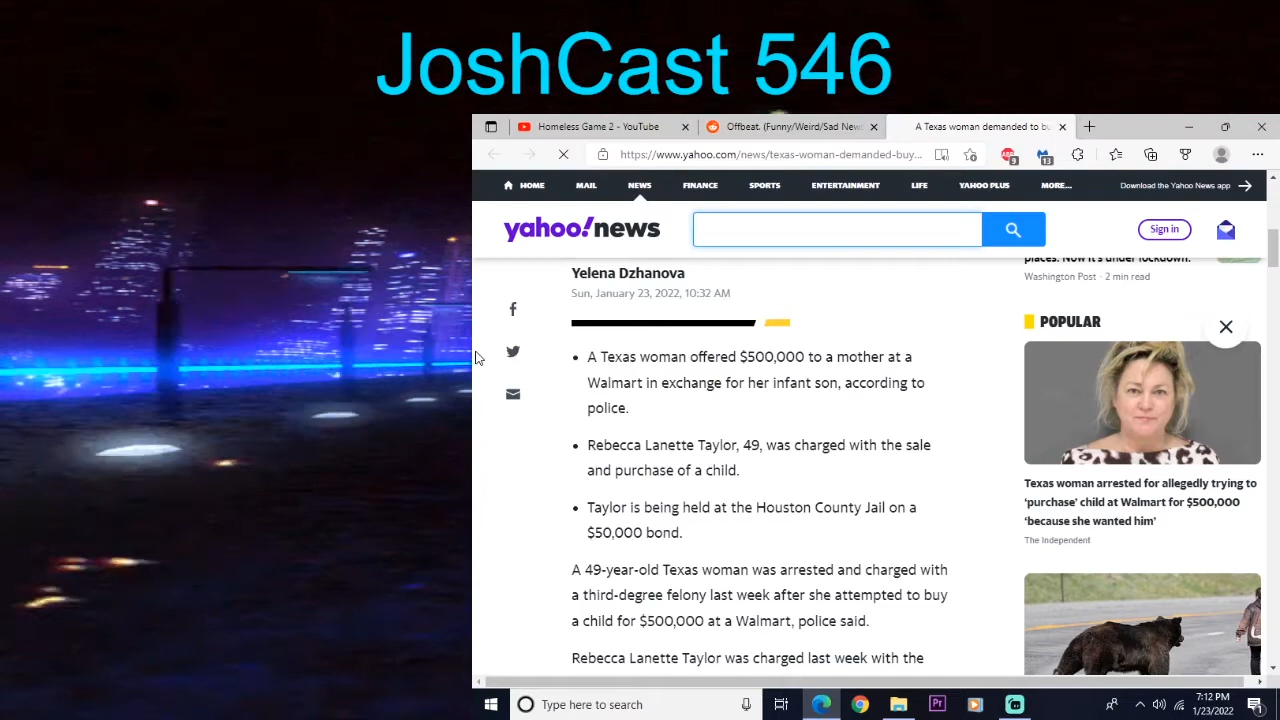 JoshCast 546
Homeless Game 2 - YouTube
Offbeat. (Funny/Weird/Sad New
A Texas woman demanded to bu
https://www.yahoo.com/news/texas-woman-demanded-buy...
9
13
HOME MAIL NEWS FINANCE SPORTS ENTERTAINMENT LIFE YAHOO PLUS MORE... Download the Yahoo News app
yahoo!news
Sign in
places. Now it's under lockdown.
Washington Post · 2 min read
Yelena Dzhanova
Sun, January 23, 2022, 10:32 AM
• A Texas woman offered $500,000 to a mother at a
Walmart in exchange for her infant son, according to
police.
• Rebecca Lanette Taylor, 49, was charged with the sale
and purchase of a child.
• Taylor is being held at the Houston County Jail on a
$50,000 bond.
A 49-year-old Texas woman was arrested and charged with
a third-degree felony last week after she attempted to buy
a child for $500,000 at a Walmart, police said.
Rebecca Lanette Taylor was charged last week with the
POPULAR
Texas woman arrested for allegedly trying to
'purchase' child at Walmart for $500,000
'because she wanted him'
The Independent
Type here to search
Pr
7:12 PM
1/23/2022